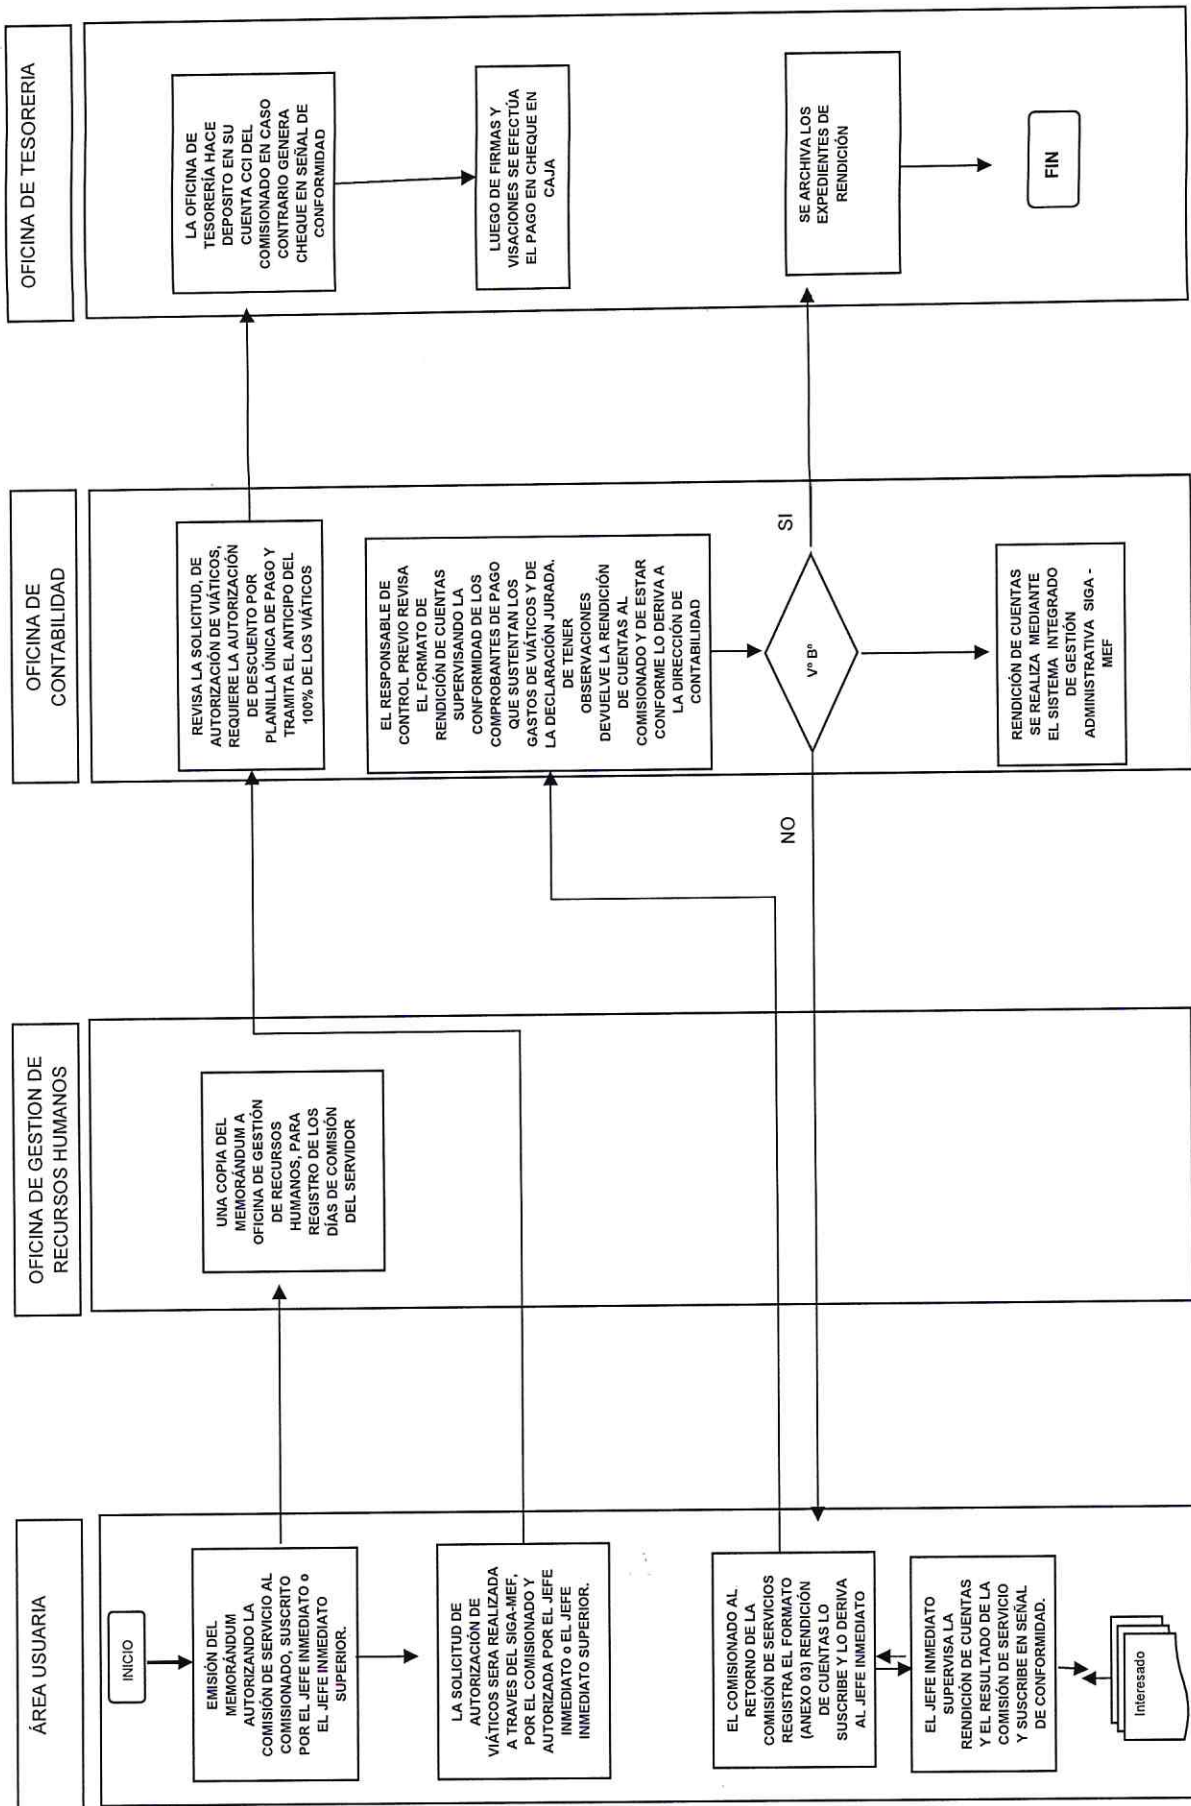 ÁREA USUARIA
INICIO
EMISIÓN DEL
MEMORÁNDUM
AUTORIZANDO LA
COMISIÓN DE SERVICIO AL
COMISIONADO, SUSCRITO
POR EL JEFE INMEDIATO o
EL JEFE INMEDIATO
SUPERIOR.
LA SOLICITUD DE
AUTORIZACIÓN DE
VIÁTICOS SERA REALIZADA
A TRAVES DEL SIGA-MEF,
POR EL COMISIONADO Y
AUTORIZADA POR EL JEFE
INMEDIATO o EL JEFE
INMEDIATO SUPERIOR.
EL COMISIONADO AL
RETORNO DE LA
COMISIÓN DE SERVICIOS
REGISTRA EL FORMATO
(ANEXO 03) RENDICIÓN
DE CUENTAS LO
SUSCRIBE Y LO DERIVA
AL JEFE INMEDIATO
EL JEFE INMEDIATO
SUPERVISA LA
RENDICIÓN DE CUENTAS
Y EL RESULTADO DE LA
COMISIÓN DE SERVICIO
Y SUSCRIBE EN SEÑAL
DE CONFORMIDAD.
Interesado
OFICINA DE GESTION DE
RECURSOS HUMANOS
UNA COPIA DEL
MEMORÁNDUM A
OFICINA DE GESTIÓN
DE RECURSOS
HUMANOS, PARA
REGISTRO DE LOS
DÍAS DE COMISIÓN
DEL SERVIDOR
OFICINA DE
CONTABILIDAD
REVISA LA SOLICITUD, DE
AUTORIZACIÓN DE VIÁTICOS,
REQUIERE LA AUTORIZACIÓN
DE DESCUENTO POR
PLANILLA ÚNICA DE PAGO Y
TRAMITA EL ANTICIPO DEL
100% DE LOS VIÁTICOS
EL RESPONSABLE DE
CONTROL PREVIO REVISA
EL FORMATO DE
RENDICIÓN DE CUENTAS
SUPERVISANDO LA
CONFORMIDAD DE LOS
COMPROBANTES DE PAGO
QUE SUSTENTAN LOS
GASTOS DE VIÁTICOS Y DE
LA DECLARACIÓN JURADA.
DE TENER
OBSERVACIONES
DEVUELVE LA RENDICIÓN
DE CUENTAS AL
COMISIONADO Y DE ESTAR
CONFORME LO DERIVA A
LA DIRECCIÓN DE
CONTABILIDAD
NO
V° B°
SI
RENDICIÓN DE CUENTAS
SE REALIZA MEDIANTE
EL SISTEMA INTEGRADO
DE GESTIÓN
ADMINISTRATIVA SIGA -
MEF
OFICINA DE TESORERIA
LA OFICINA DE
TESORERÍA HACE
DEPOSITO EN SU
CUENTA CCI DEL
COMISIONADO EN CASO
CONTRARIO GENERA
CHEQUE EN SEÑAL DE
CONFORMIDAD
LUEGO DE FIRMAS Y
VISACIONES SE EFECTÚA
EL PAGO EN CHEQUE EN
CAJA
SE ARCHIVA LOS
EXPEDIENTES DE
RENDICIÓN
FIN